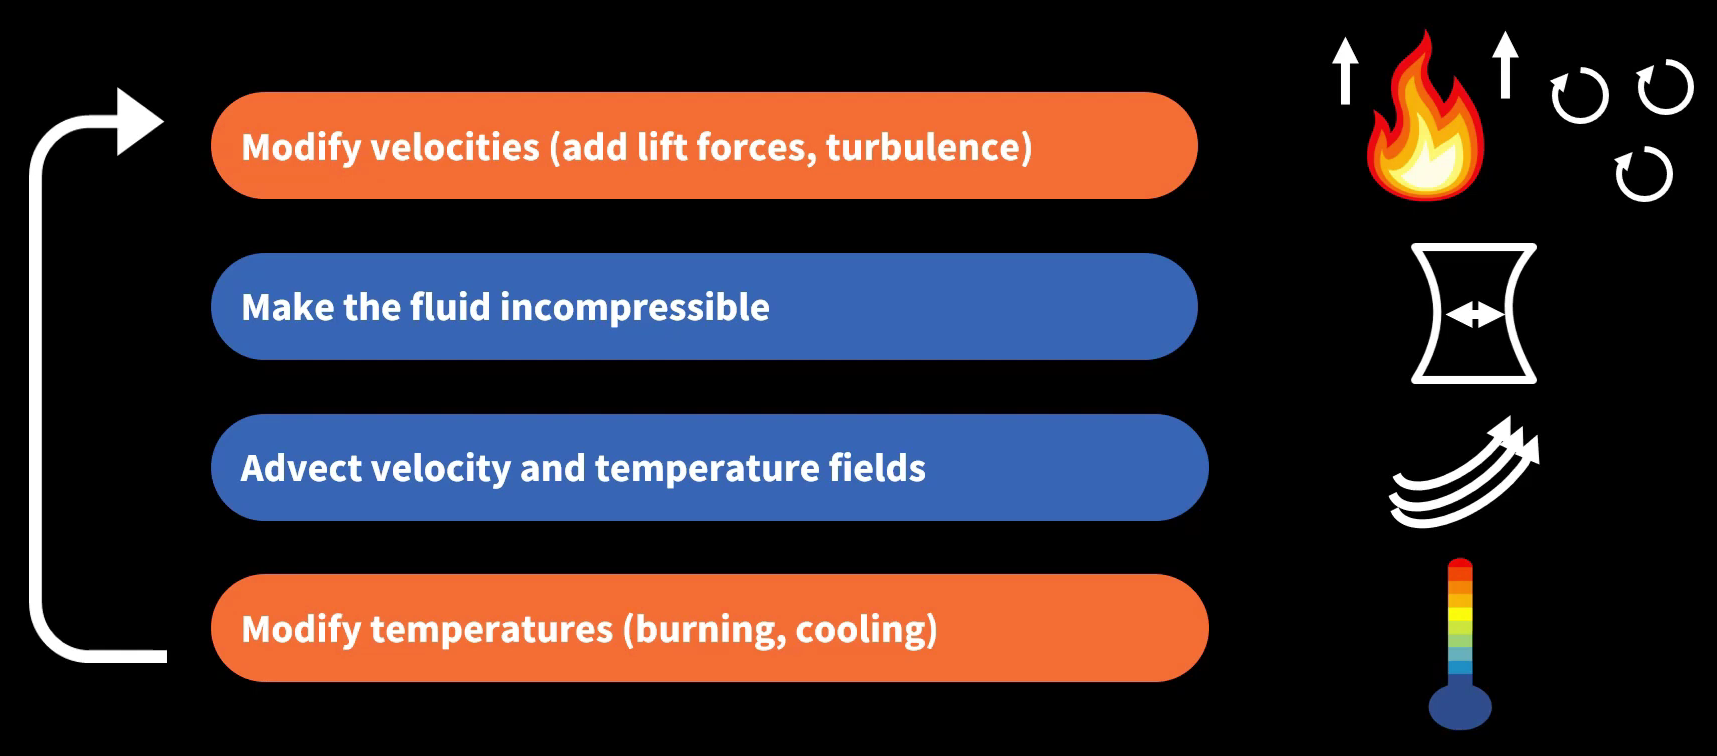 Modify velocities (add lift forces, turbulence)
Make the fluid incompressible
Advect velocity and temperature fields
Modify temperatures (burning, cooling)